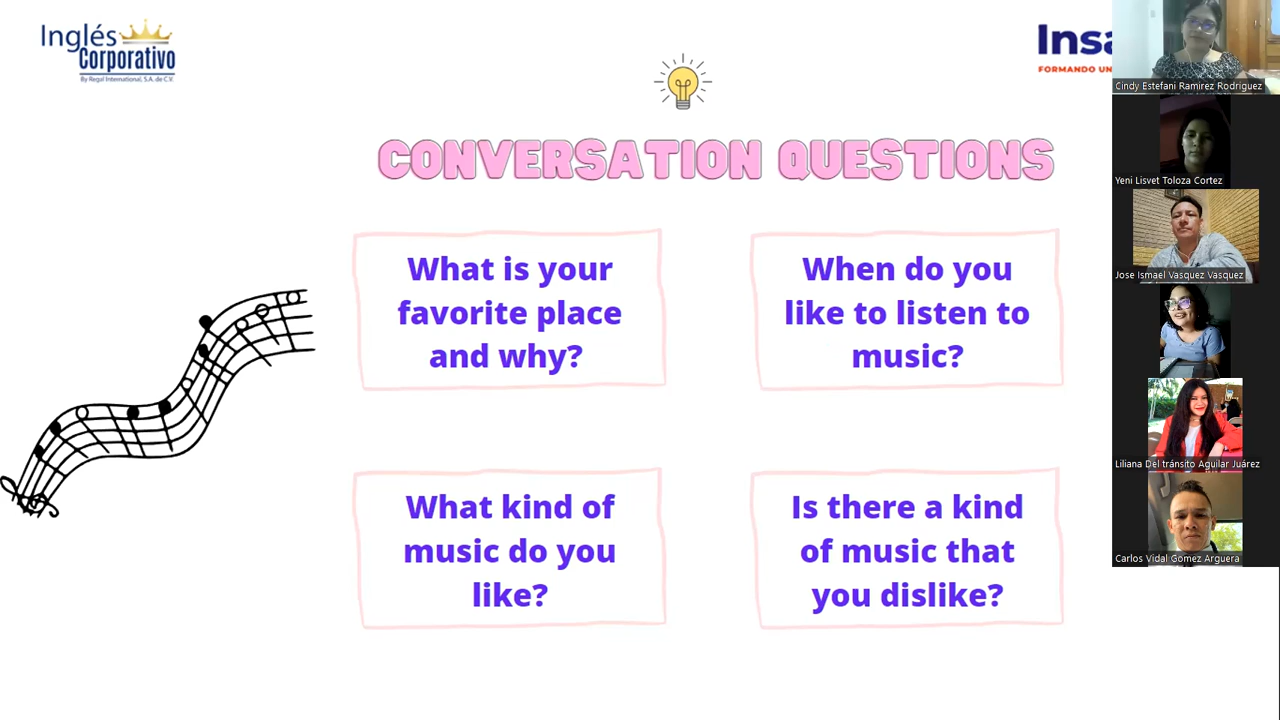 Inglés
Corporativo
By Regal International, S.A. de C.V.
FORMANDO UN
CONVERSATION QUESTIONS
What is your
favorite place
and why?
When do you
like to listen to
music?
What kind of
music do you
like?
Is there a kind
of music that
you dislike?
Cindy Estefani Ramirez Rodriguez
Yeni Lisvet Toloza Cortez
Jose Ismael Vasquez Vasquez
Liliana Del tránsito Aguilar Juárez
Carlos Vidal Gomez Arguera